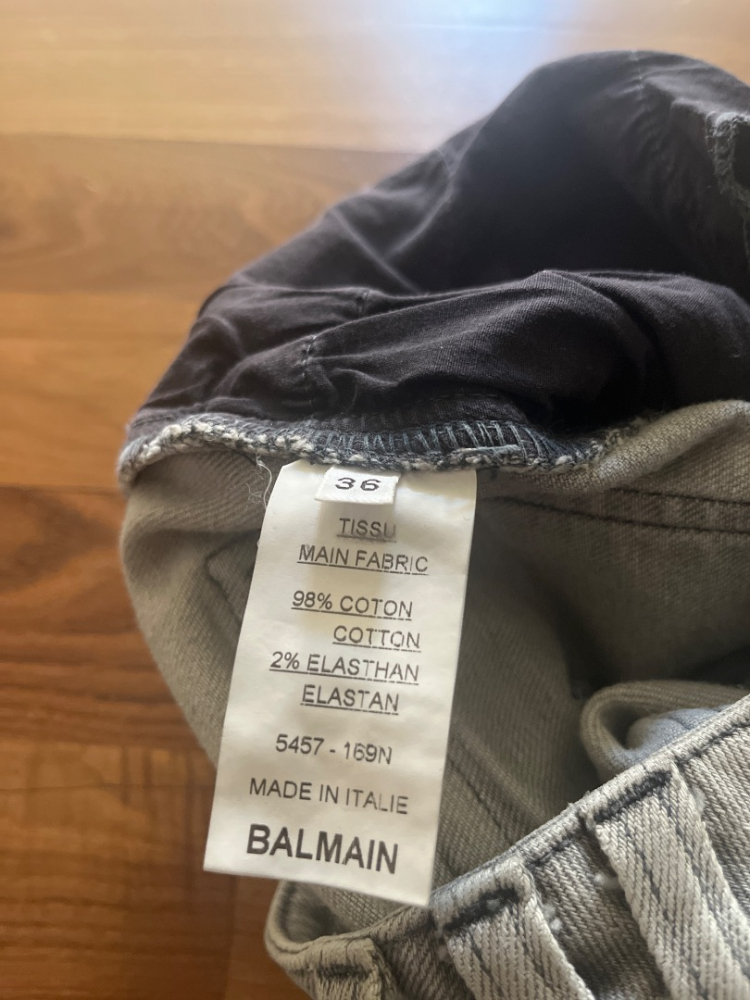 36
TISSU
MAIN FABRIC
98% COTON
COTTON
2% ELASTHAN
ELASTAN
5457 - 169N
MADE IN ITALIE
BALMAIN